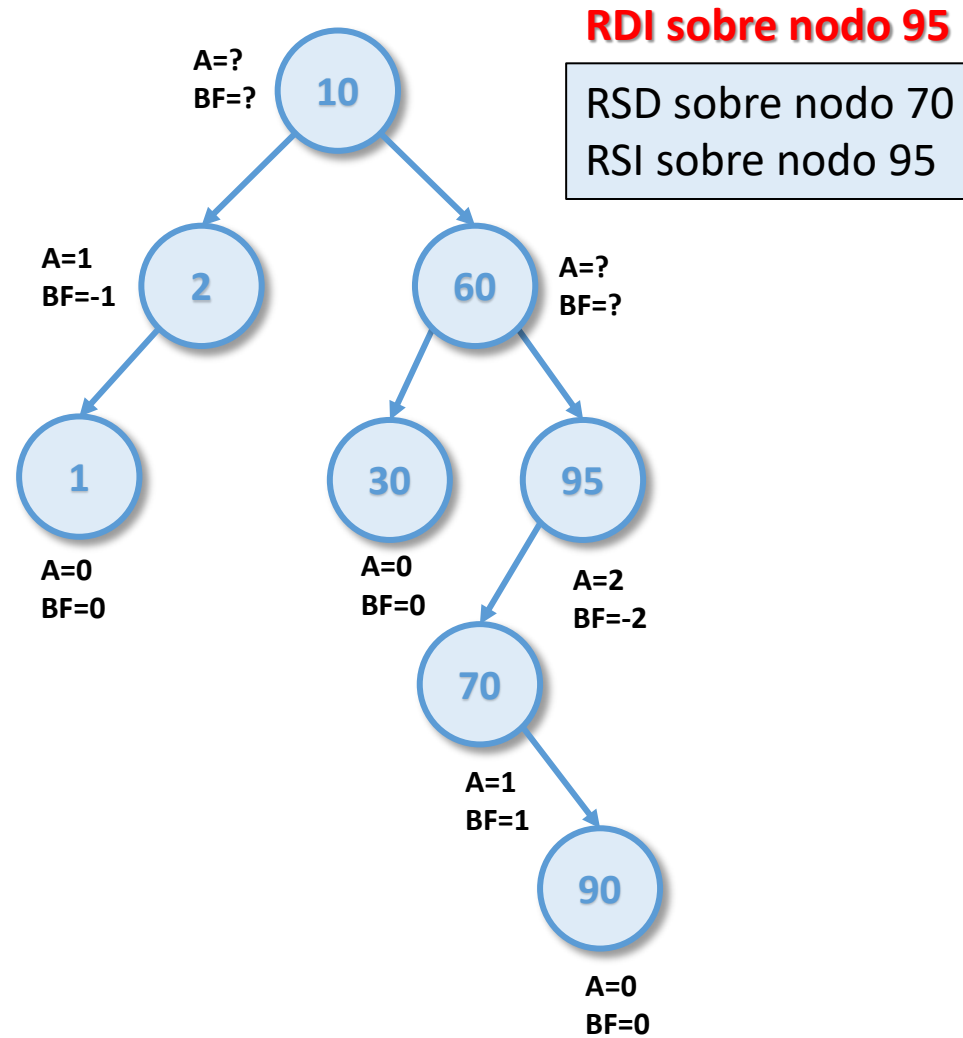 RDI sobre nodo 95
RSD sobre nodo 70
RSI sobre nodo 95
A=?
BF=?
10
A=1
BF=-1
2
60
A=?
BF=?
1
30
95
A=0
BF=0
A=0
BF=0
A=2
BF=-2
70
A=1
BF=1
90
A=0
BF=0